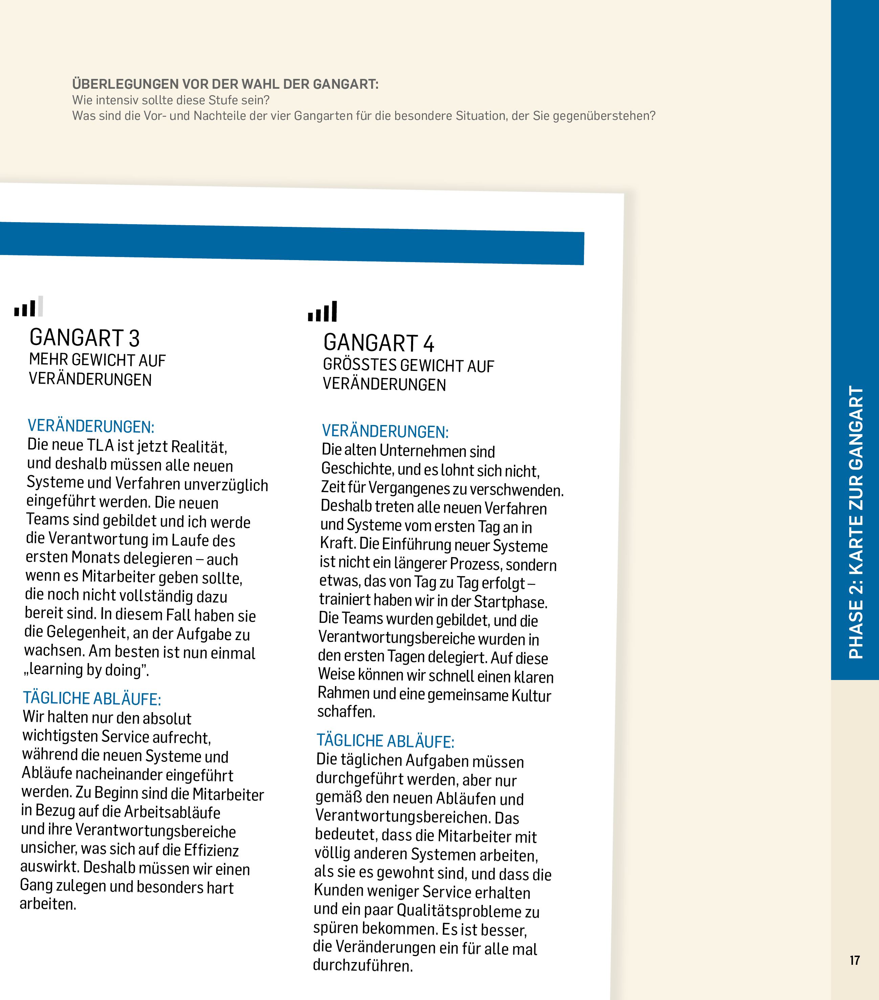 ÜBERLEGUNGEN VOR DER WAHL DER GANGART:
Wie intensiv sollte diese Stufe sein?
Was sind die Vor- und Nachteile der vier Gangarten für die besondere Situation, der Sie gegenüberstehen?
GANGART 3
MEHR GEWICHT AUF
VERÄNDERUNGEN
VERÄNDERUNGEN:
Die neue TLA ist jetzt Realität,
und deshalb müssen alle neuen
Systeme und Verfahren unverzüglich
eingeführt werden. Die neuen
Teams sind gebildet und ich werde
die Verantwortung im Laufe des
ersten Monats delegieren – auch
wenn es Mitarbeiter geben sollte,
die noch nicht vollständig dazu
bereit sind. In diesem Fall haben sie
die Gelegenheit, an der Aufgabe zu
wachsen. Am besten ist nun einmal
„learning by doing”.
TÄGLICHE ABLÄUFE:
Wir halten nur den absolut
wichtigsten Service aufrecht,
während die neuen Systeme und
Abläufe nacheinander eingeführt
werden. Zu Beginn sind die Mitarbeiter
in Bezug auf die Arbeitsabläufe
und ihre Verantwortungsbereiche
unsicher, was sich auf die Effizienz
auswirkt. Deshalb müssen wir einen
Gang zulegen und besonders hart
arbeiten.
GANGART 4
GRÖSSTES GEWICHT AUF
VERÄNDERUNGEN
VERÄNDERUNGEN:
Die alten Unternehmen sind
Geschichte, und es lohnt sich nicht,
Zeit für Vergangenes zu verschwenden.
Deshalb treten alle neuen Verfahren
und Systeme vom ersten Tag an in
Kraft. Die Einführung neuer Systeme
ist nicht ein längerer Prozess, sondern
etwas, das von Tag zu Tag erfolgt –
trainiert haben wir in der Startphase.
Die Teams wurden gebildet, und die
Verantwortungsbereiche wurden in
den ersten Tagen delegiert. Auf diese
Weise können wir schnell einen klaren
Rahmen und eine gemeinsame Kultur
schaffen.
TÄGLICHE ABLÄUFE:
Die täglichen Aufgaben müssen
durchgeführt werden, aber nur
gemäß den neuen Abläufen und
Verantwortungsbereichen. Das
bedeutet, dass die Mitarbeiter mit
völlig anderen Systemen arbeiten,
als sie es gewohnt sind, und dass die
Kunden weniger Service erhalten
und ein paar Qualitätsprobleme zu
spüren bekommen. Es ist besser,
die Veränderungen ein für alle mal
durchzuführen.
PHASE 2: KARTE ZUR GANGART
17